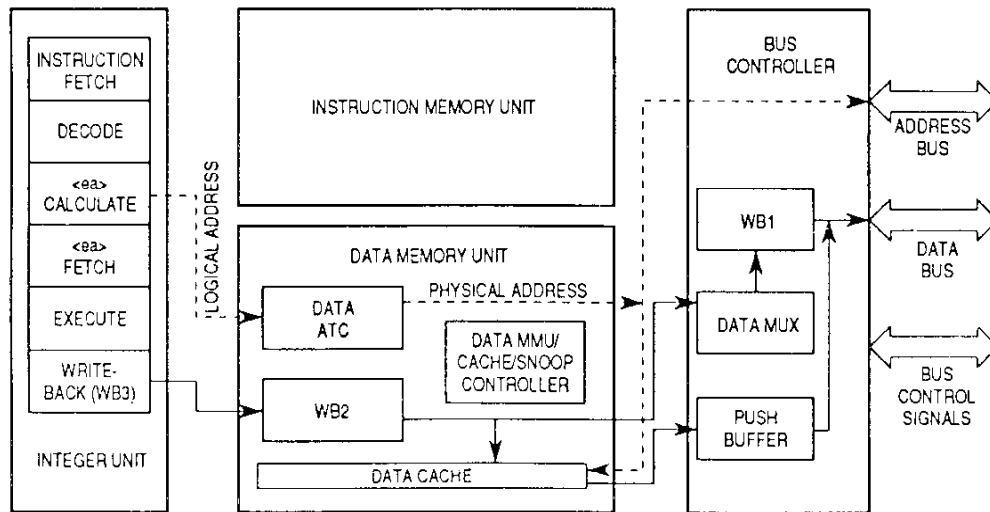 INSTRUCTION
FETCH
DECODE
<ea>
CALCULATE
<ea>
FETCH
EXECUTE
WRITE-
BACK (WB3)
INTEGER UNIT
LOGICAL ADDRESS
INSTRUCTION MEMORY UNIT
DATA MEMORY UNIT
DATA
ATC
PHYSICAL ADDRESS
DATA MMU/
CACHE/SNOOP
CONTROLLER
WB2
DATA CACHE
BUS
CONTROLLER
WB1
DATA MUX
PUSH
BUFFER
ADDRESS
BUS
DATA
BUS
BUS
CONTROL
SIGNALS